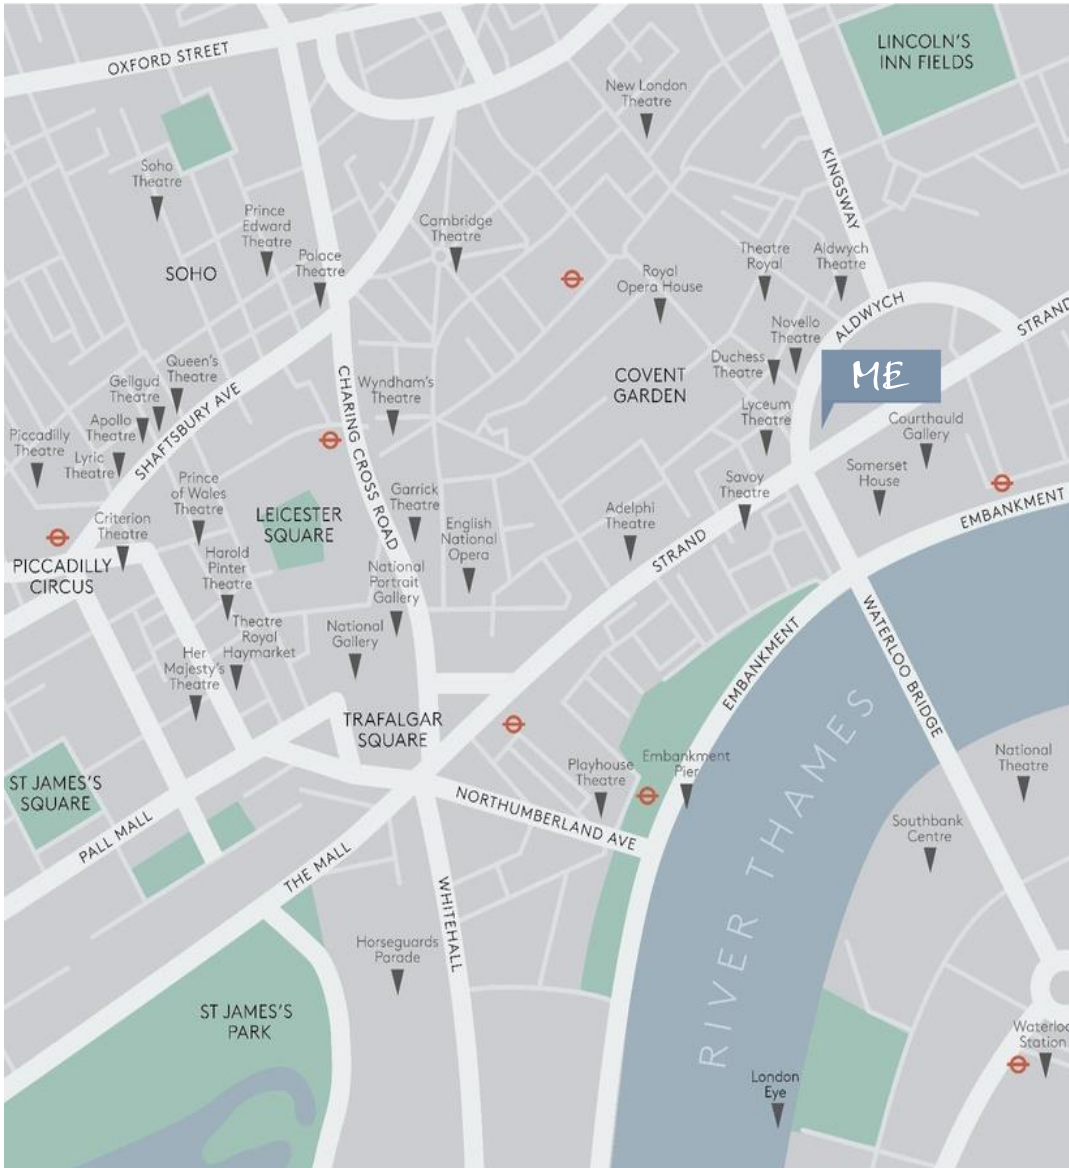 OXFORD STREET
LINCOLN'S
INN FIELDS
New London
Theatre
KINGSWAY
Soho
Theatre
Prince
Edward
Theatre
Palace
Theatre
Cambridge
Theatre
SOHO
Royal
Opera House
Theatre
Royal
Aldwych
Theatre
ALDWYCH
STRAND
Novello
Theatre
Duchess
Theatre
ME
Queen's
Theatre
Gellgud
Theatre
Apollo
Theatre
Lyric
Theatre
Piccadilly
Theatre
SHAFTSBURY AVE
CHARING CROSS ROAD
Wyndham's
Theatre
COVENT
GARDEN
Lyceum
Theatre
Courthauld
Gallery
Somerset
House
Savoy
Theatre
Prince
of Wales
Theatre
LEICESTER
SQUARE
Garrick
Theatre
English
National
Opera
Adelphi
Theatre
STRAND
EMBANKMENT
Criterion
Theatre
PICCADILLY
CIRCUS
Harold
Pinter
Theatre
National
Portrait
Gallery
Theatre
Royal
Haymarket
National
Gallery
Her
Majesty's
Theatre
EMBANKMENT
WATERLOO BRIDGE
TRAFALGAR
SQUARE
Playhouse
Theatre
Embankment
Pier
National
Theatre
ST JAMES'S
SQUARE
PALL MALL
NORTHUMBERLAND AVE
Southbank
Centre
THE MALL
WHITEHALL
RIVER THAMES
Horseguards
Parade
ST JAMES'S
PARK
Waterloo
Station
London
Eye